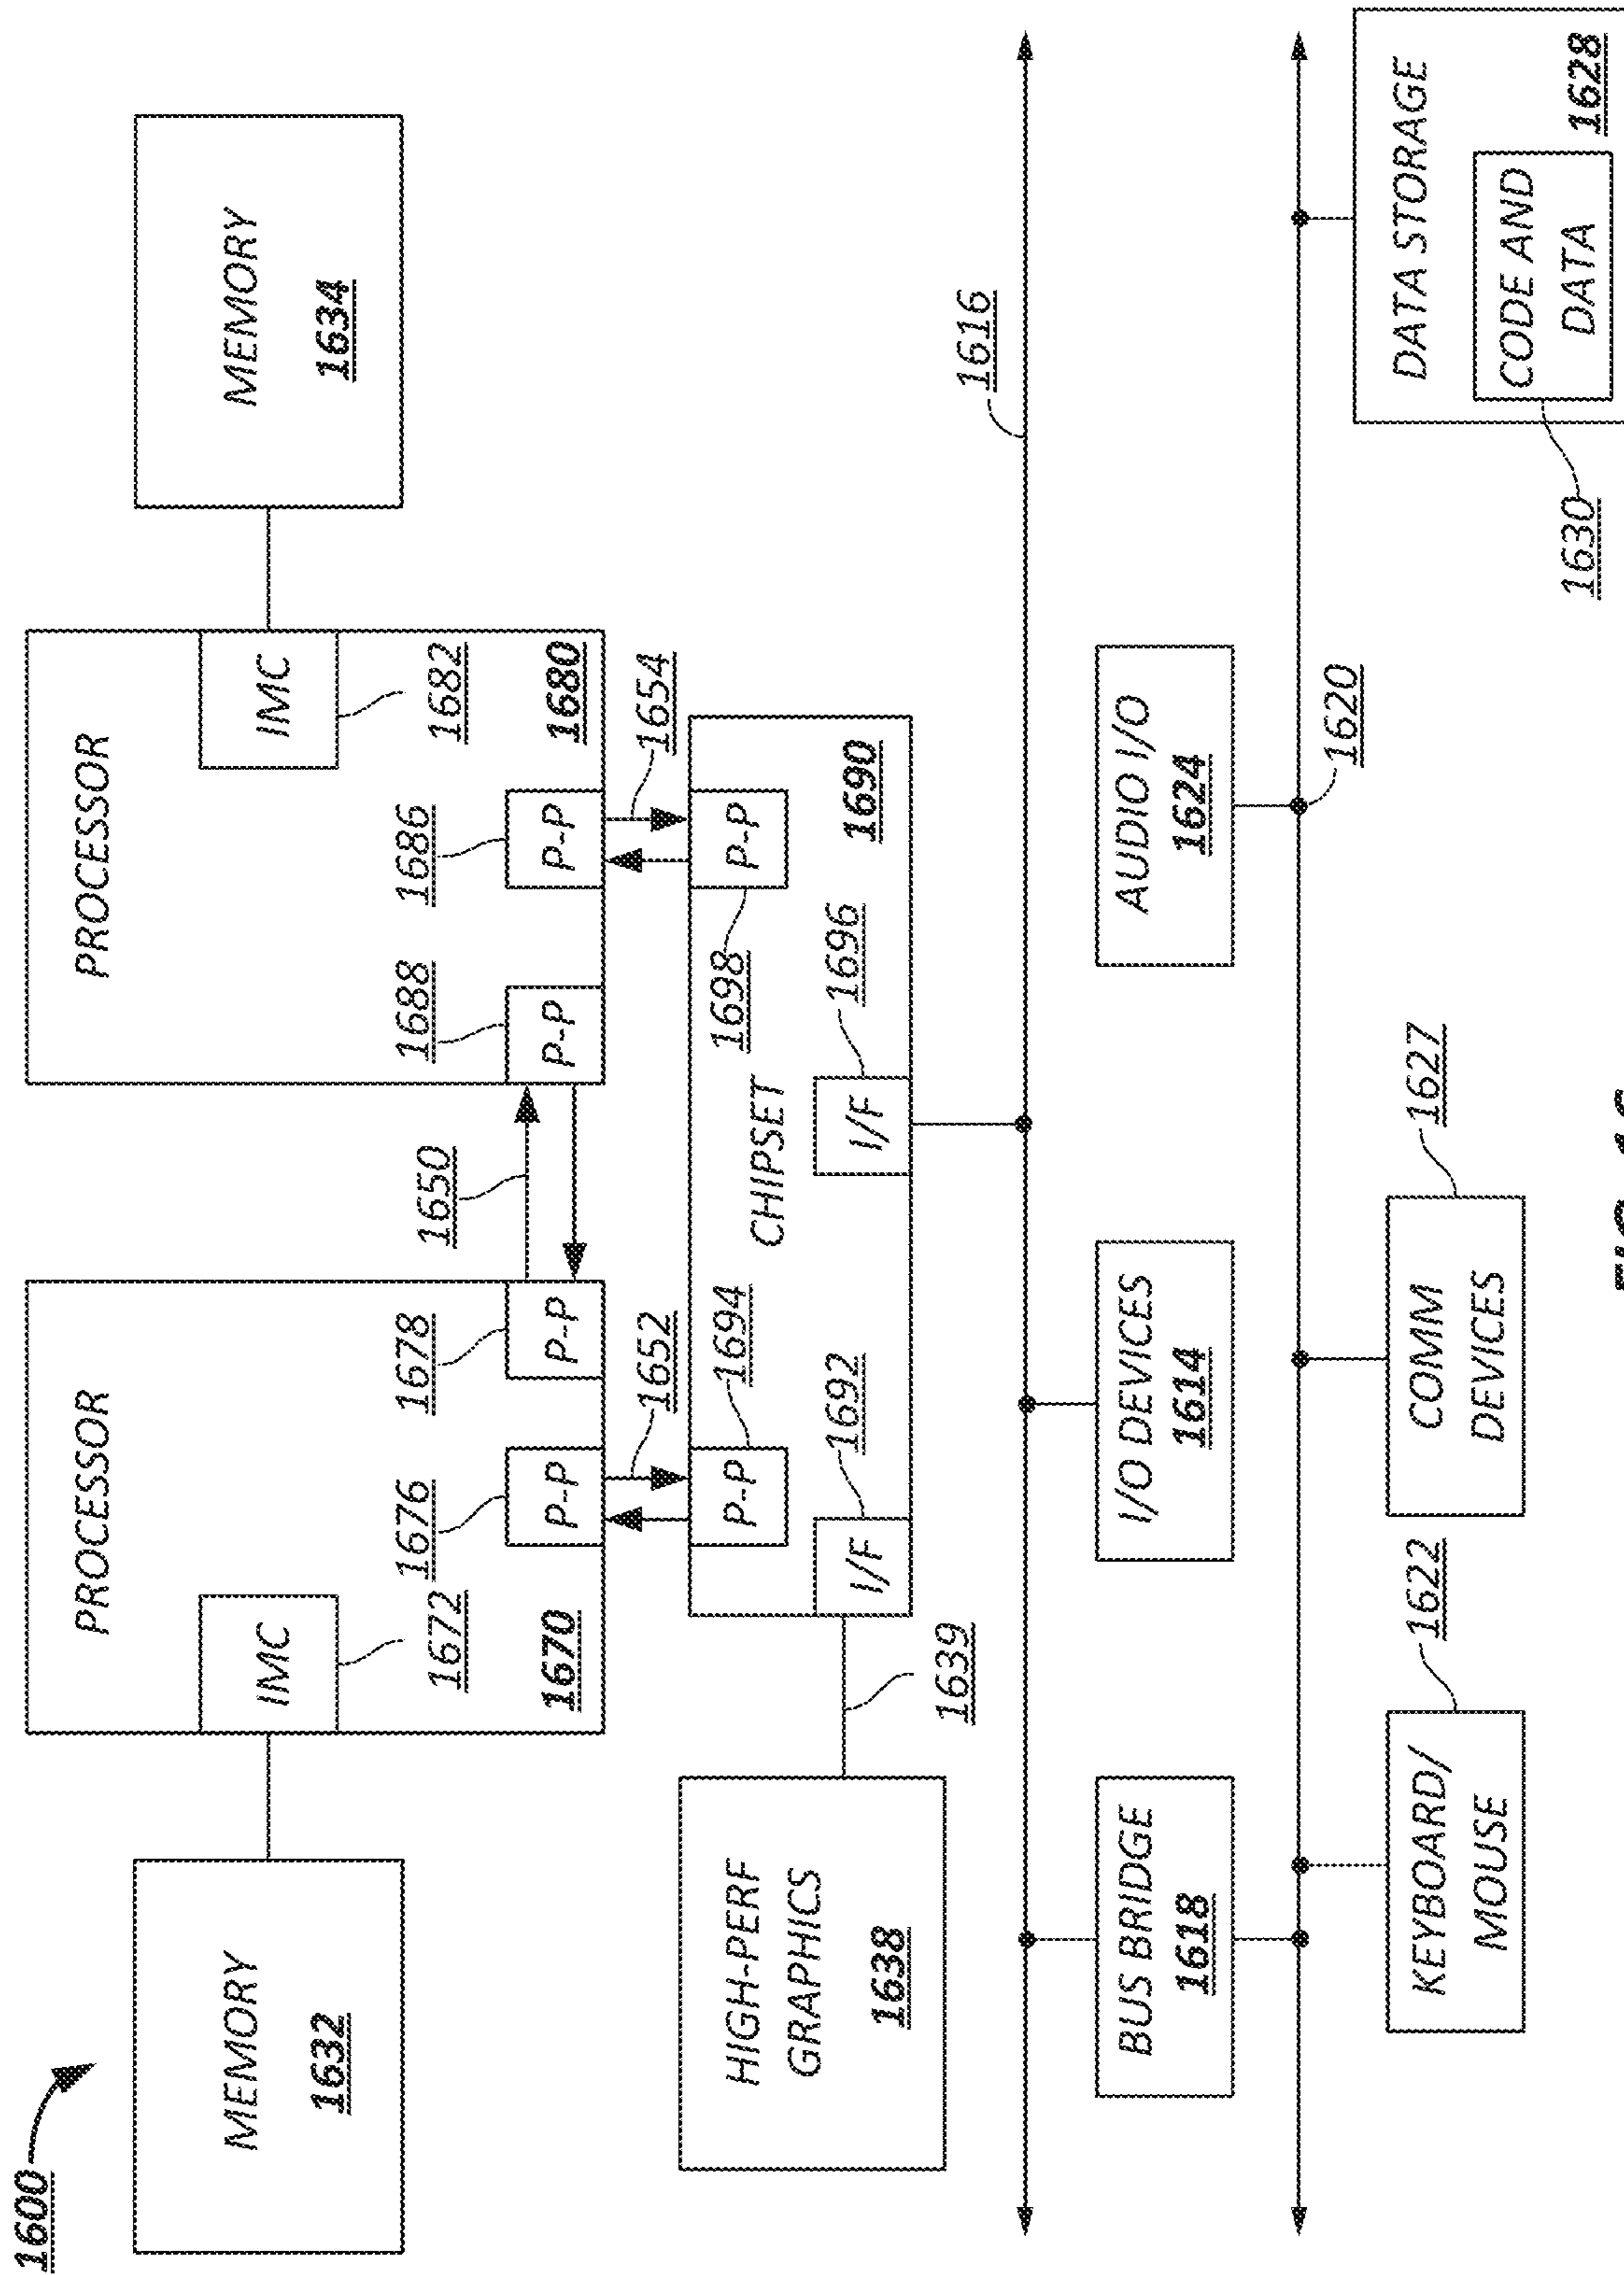 1600
MEMORY
1632
PROCESSOR
IMC
1672
1670
1676
P-P
1678
P-P
1650
PROCESSOR
1688
P-P
1686
P-P
IMC
1682
1680
MEMORY
1634
1652
1654
HIGH-PERF
GRAPHICS
1638
1639
P-P
1694
I/F
1692
CHIPSET
I/F
1696
1698
P-P
1690
1616
BUS BRIDGE
1618
I/O DEVICES
1614
AUDIO I/O
1624
1620
KEYBOARD/
MOUSE
1622
COMM
DEVICES
1627
DATA STORAGE
CODE AND
DATA
1628
1630